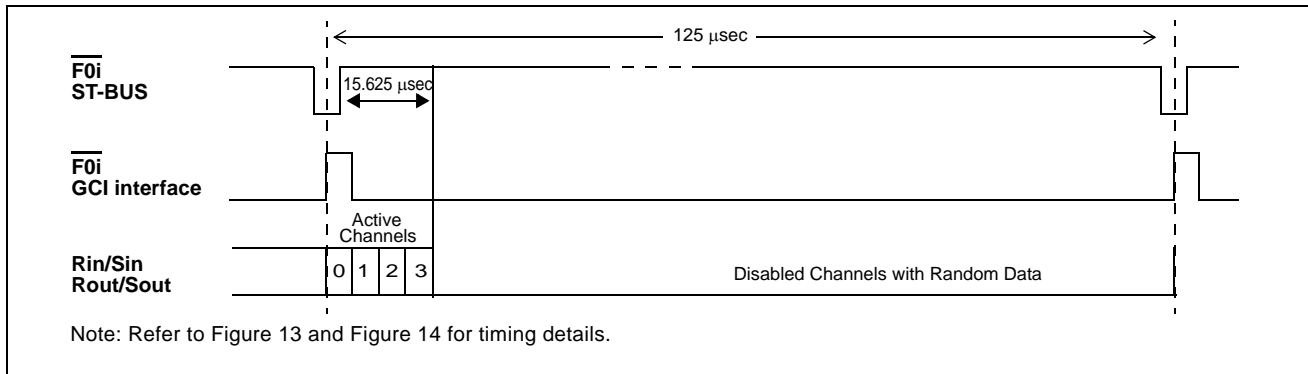 125 μsec
F0i
ST-BUS
15.625 μsec
F0i
GCI interface
Active
Channels
Rin/Sin
Rout/Sout
0 1 2 3
Disabled Channels with Random Data
Note: Refer to Figure 13 and Figure 14 for timing details.